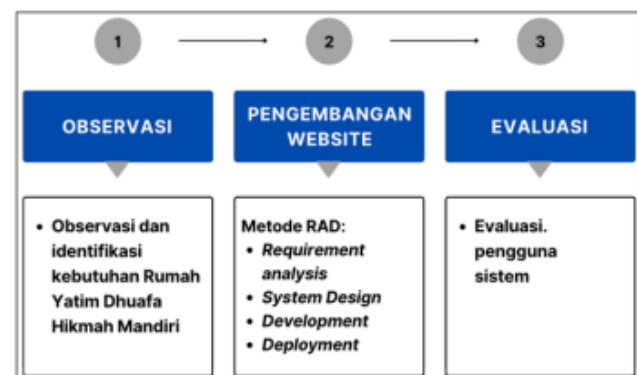 1
2
3
OBSERVASI
PENGEMBANGAN
WEBSITE
EVALUASI
• Observasi dan
identifikasi
kebutuhan Rumah
Yatim Dhuafa
Hikmah Mandiri
Metode RAD:
• Requirement
analysis
• System Design
• Development
• Deployment
• Evaluasi.
pengguna
sistem